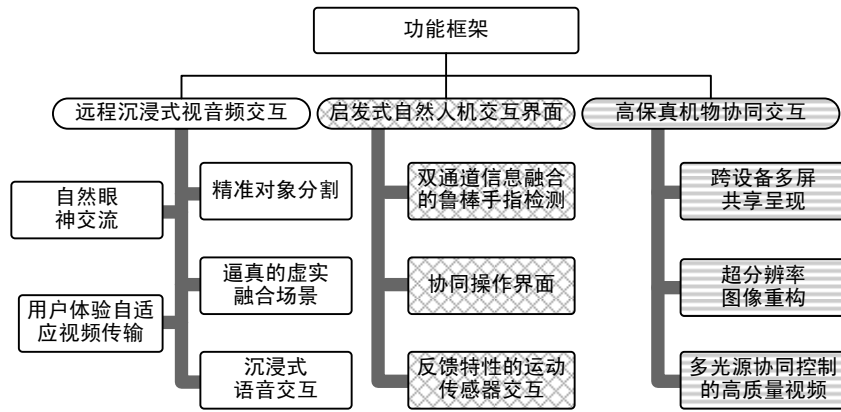 功能框架
远程沉浸式视音频交互
启发式自然人机交互界面
高保真机物协同交互
自然眼
神交流
精准对象分割
用户体验自适
应视频传输
逼真的虚实
融合场景
沉浸式
语音交互
双通道信息融合
的鲁棒手指检测
协同操作界面
反馈特性的运动
传感器交互
跨设备多屏
共享呈现
超分辨率
图像重构
多光源协同控制
的高质量视频